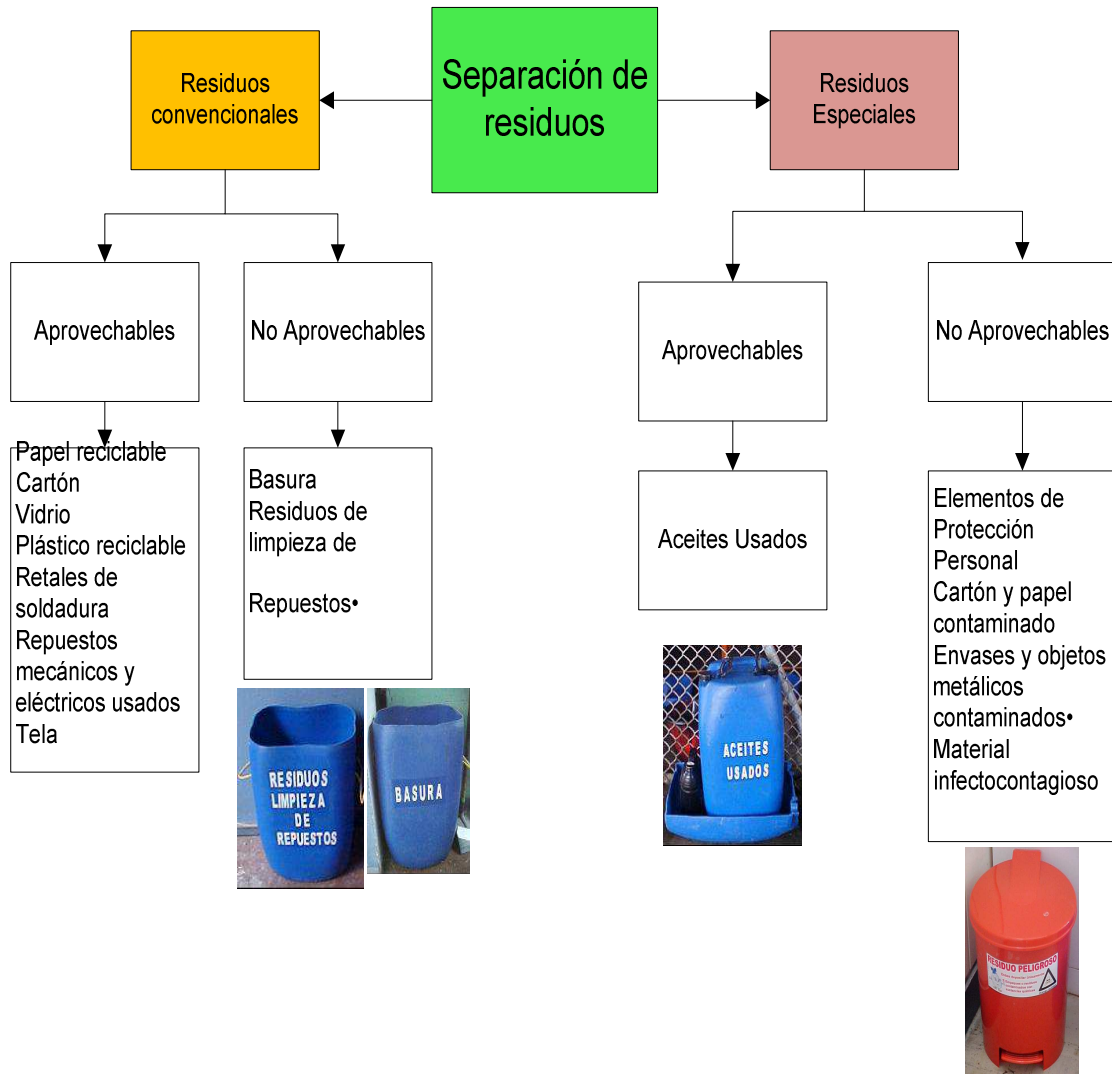 Separación de
residuos
Residuos
convencionales
Residuos
Especiales
Aprovechables
No Aprovechables
Aprovechables
No Aprovechables
Papel reciclable
Cartón
Vidrio
Plástico reciclable
Retales de
soldadura
Repuestos
mecánicos y
eléctricos usados
Tela
Basura
Residuos de
limpieza de
Repuestos•
Aceites Usados
Elementos de
Protección
Personal
Cartón y papel
contaminado
Envases y objetos
metálicos
contaminados•
Material
infectocontagioso
RESIDUOS
LIMPIEZA
DE
REPUESTOS
BASURA
ACEITES
USADOS
RESIDUO PELIGROSO